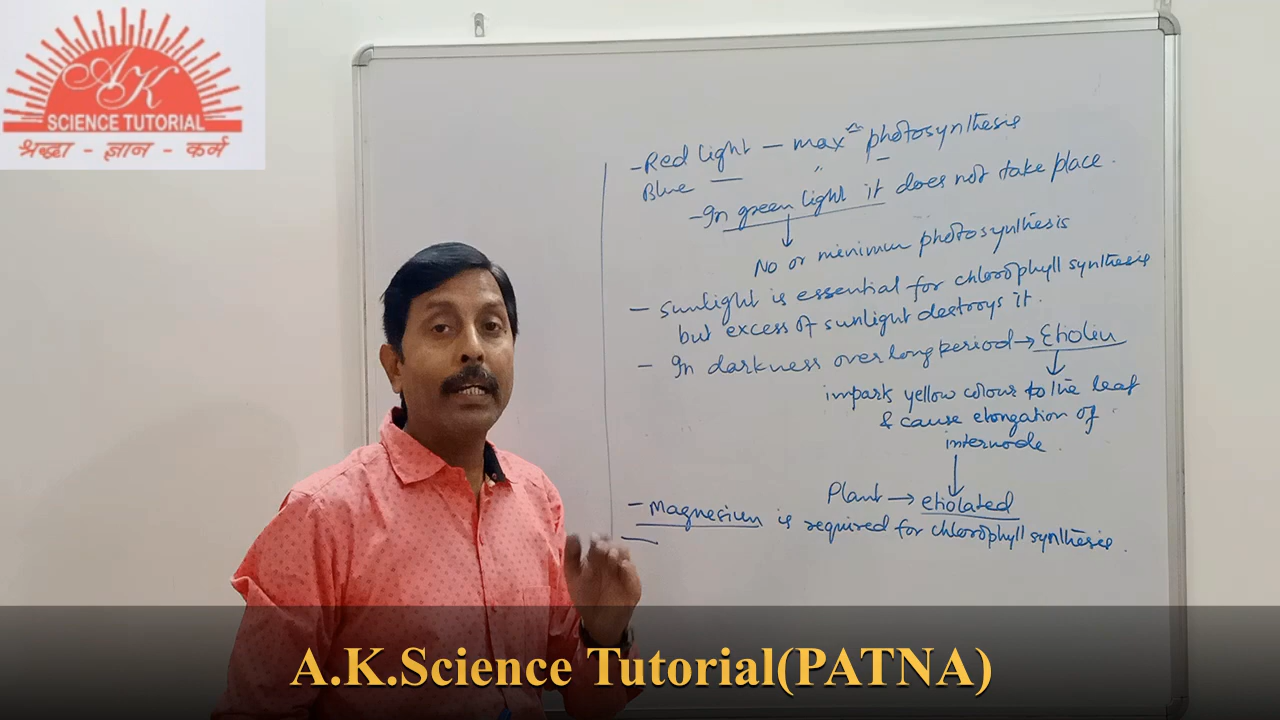 AK
SCIENCE TUTORIAL
श्रद्धा - ज्ञान - कर्म
- Red light - max^m photosynthesis
Blue — "
- In green light it does not take place.
No or minimum photosynthesis
- Sunlight is essential for chlorophyll synthesis
but excess of sunlight destroys it.
- In darkness over long period → Etiolin
imparts yellow colour to the leaf
& cause elongation of
internode.
Plant → etiolated
- Magnesium is required for chlorophyll synthesis.
A.K.Science Tutorial(PATNA)